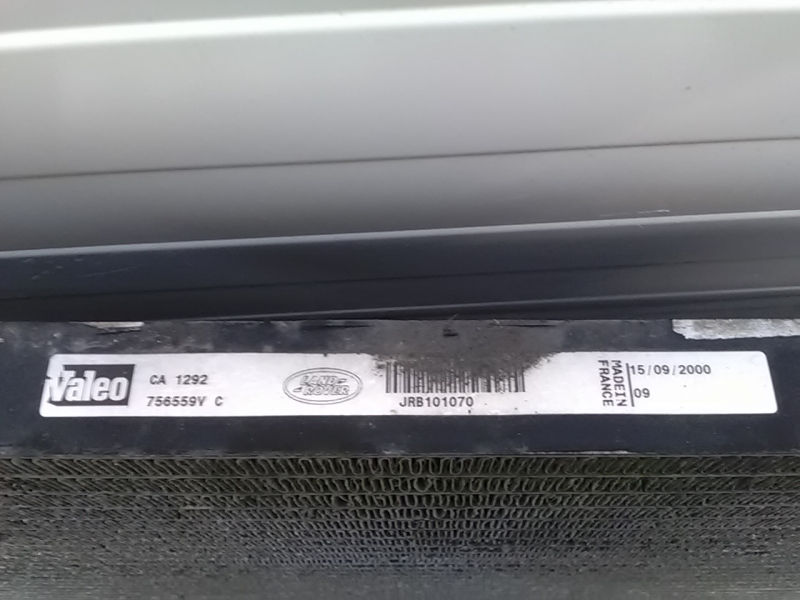 Valeo
CA 1292
756559V C
LAND
ROVER
JRB101070
MADE IN
FRANCE
15/09/2000
09